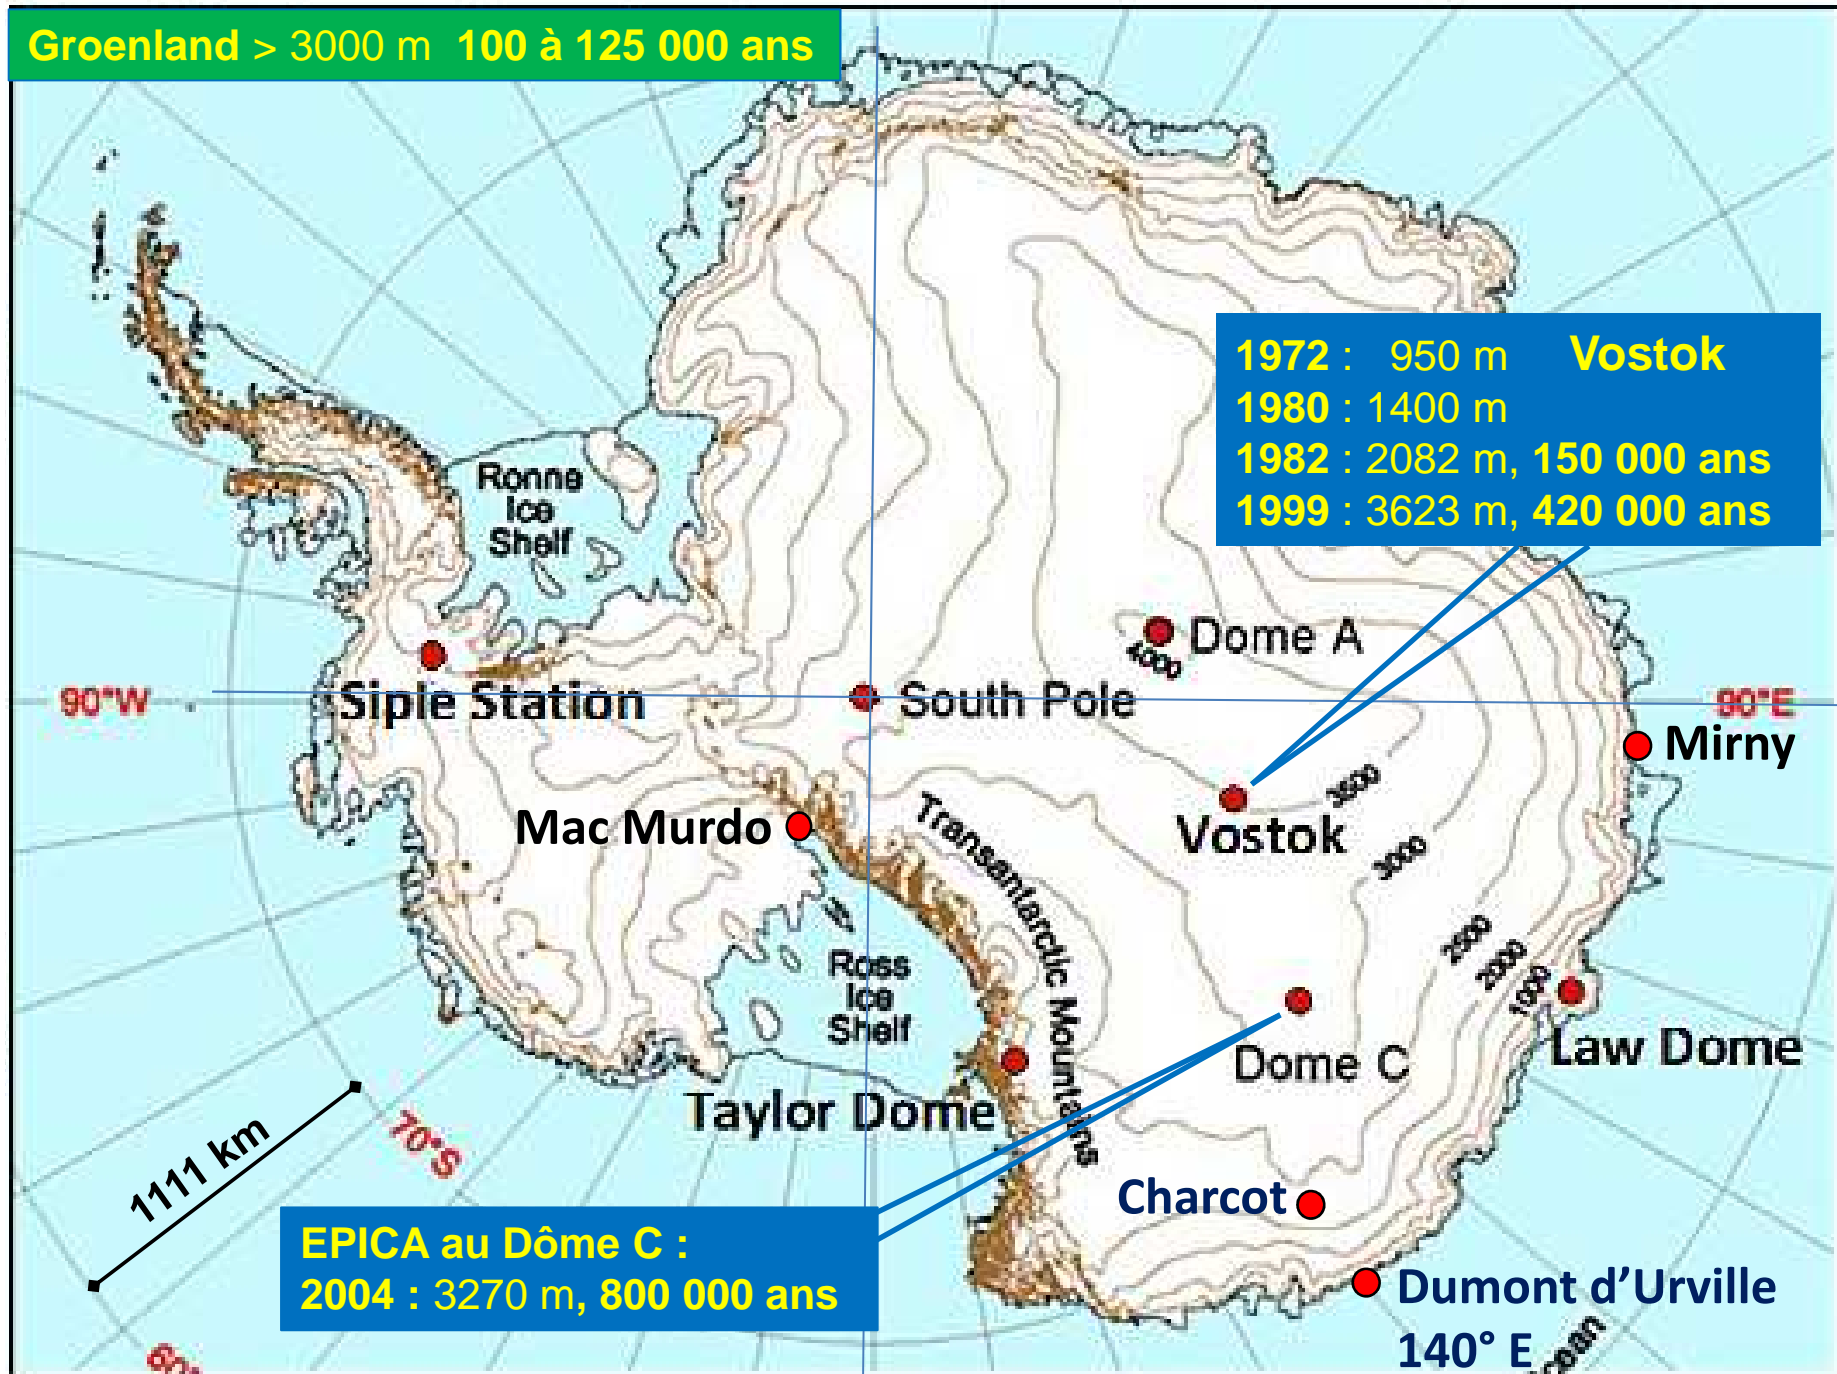 Groenland > 3000 m 100 à 125 000 ans
1972 : 950 m Vostok
1980 : 1400 m
1982 : 2082 m, 150 000 ans
1999 : 3623 m, 420 000 ans
Ronne
Ice
Shelf
Dome A
4000
Siple Station
90°W
South Pole
90°E
Mirny
3500
Vostok
Mac Murdo
Transantarctic Mountains
3000
2500
2000
1000
Ross
Ice
Shelf
Dome C
Law Dome
Taylor Dome
1111 km
70°S
Charcot
EPICA au Dôme C :
2004 : 3270 m, 800 000 ans
Dumont d’Urville
140° E